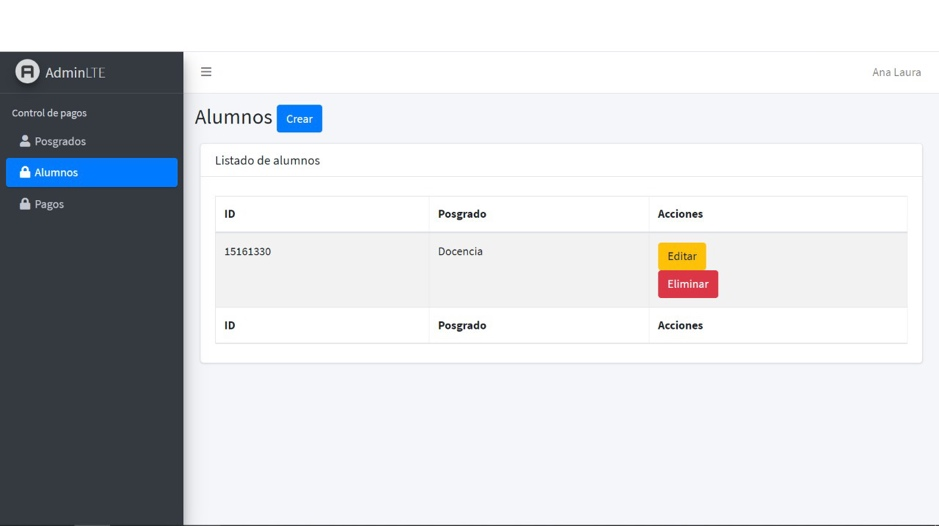 AdminLTE
Ana Laura
Control de pagos
Posgrados
Alumnos
Pagos
Alumnos Crear
Listado de alumnos
ID Posgrado Acciones
15161330 Docencia Editar
Eliminar
ID Posgrado Acciones